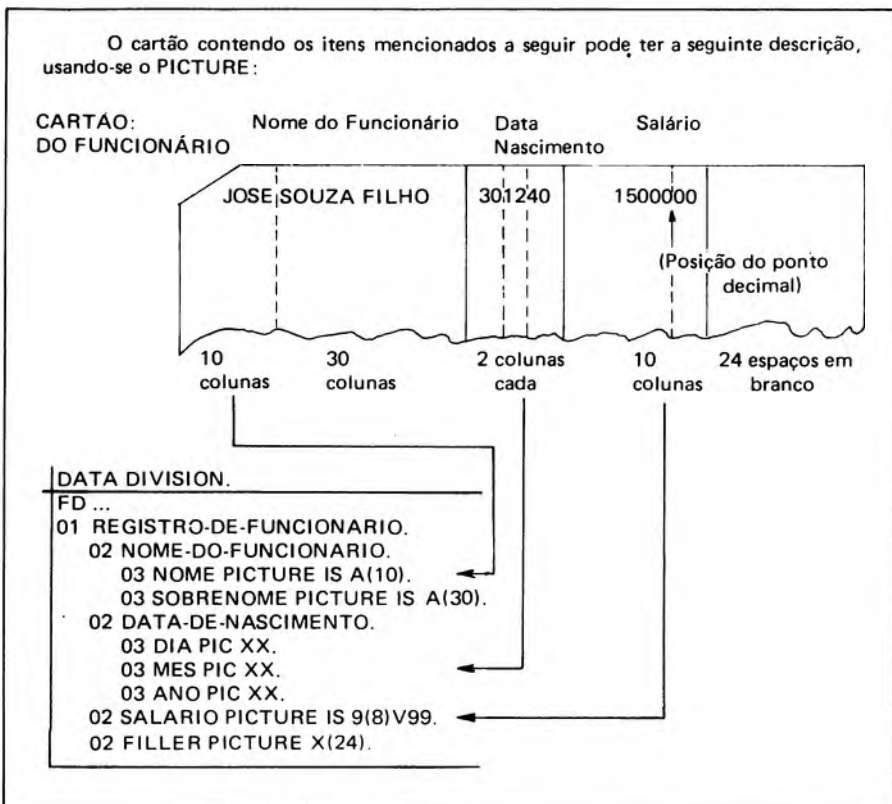 O cartão contendo os itens mencionados a seguir pode ter a seguinte descrição,
usando-se o PICTURE:
CARTÃO:
DO FUNCIONÁRIO
Nome do Funcionário
Data
Nascimento
Salário
JOSE SOUZA FILHO
301240
1500000
(Posição do ponto
decimal)
10
colunas
30
colunas
2 colunas
cada
10
colunas
24 espaços em
branco
DATA DIVISION.
FD ...
01 REGISTRO-DE-FUNCIONARIO.
02 NOME-DO-FUNCIONARIO.
03 NOME PICTURE IS A(10).
03 SOBRENOME PICTURE IS A(30).
02 DATA-DE-NASCIMENTO.
03 DIA PIC XX.
03 MES PIC XX.
03 ANO PIC XX.
02 SALARIO PICTURE IS 9(8)V99.
02 FILLER PICTURE X(24).